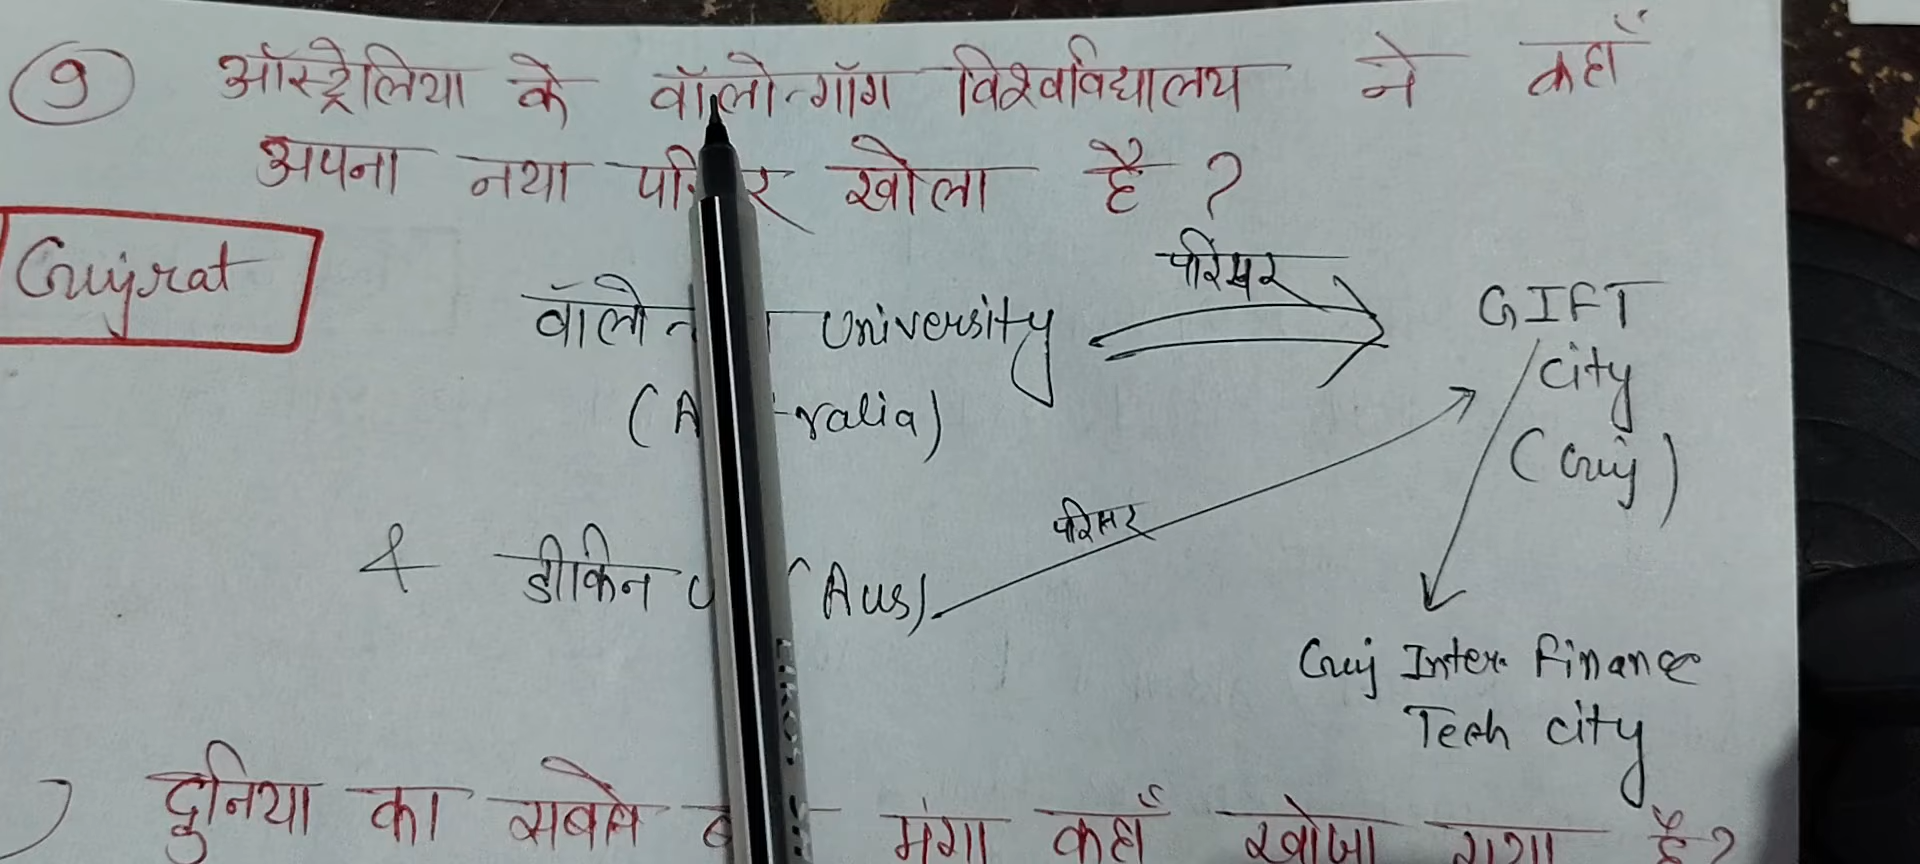 9 ऑस्ट्रेलिया के वॉलोन्गॉग विश्वविद्यालय ने कहाँ
अपना नया खोला है ?
Gujrat
University परिसर GIFT
city
(Guj)
& डीकिन (Aus) परिसर
Guj Inter. Finance
Tech city
दुनिया का सबसे मूंगा कहाँ खोजा गया है?